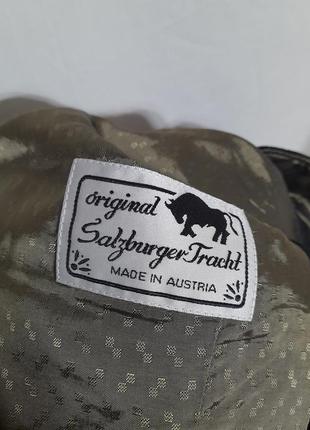 original
Salzburger Tracht
MADE IN AUSTRIA